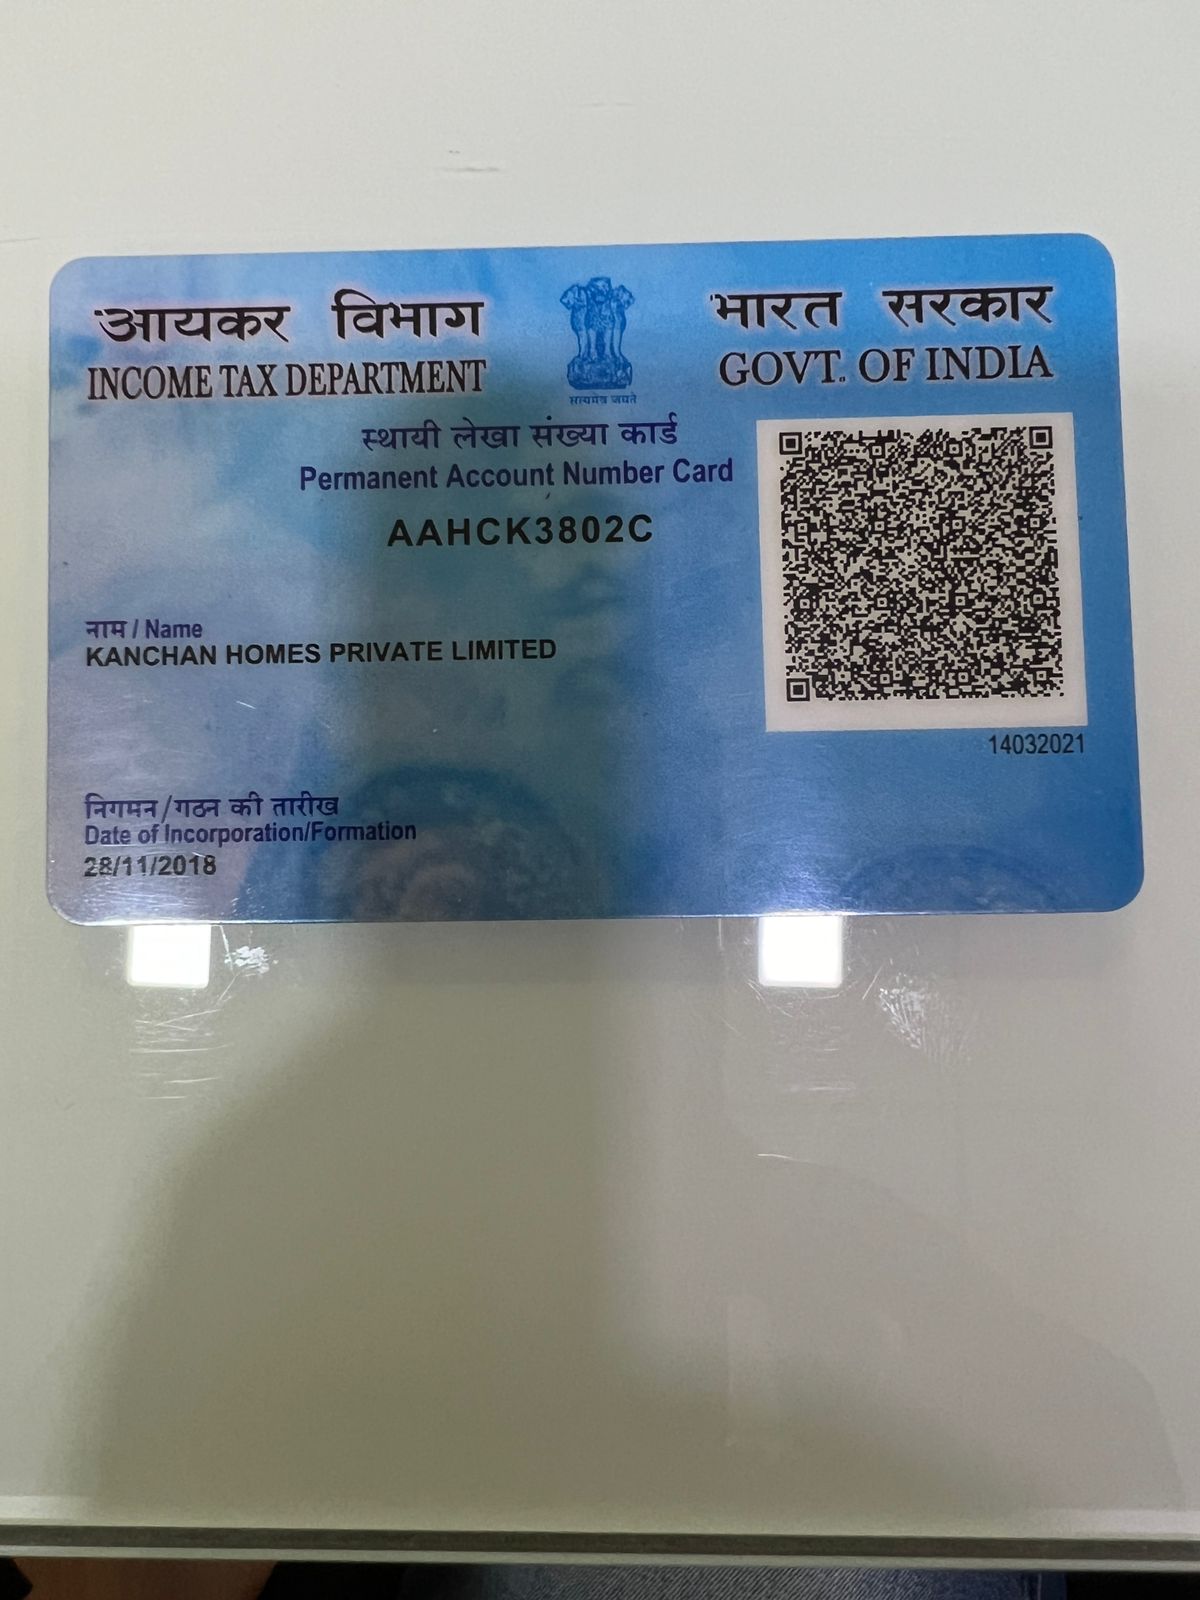 आयकर विभाग
INCOME TAX DEPARTMENT
सत्यमेव जयते
भारत सरकार
GOVT. OF INDIA
स्थायी लेखा संख्या कार्ड
Permanent Account Number Card
AAHCK3802C
नाम / Name
KANCHAN HOMES PRIVATE LIMITED
14032021
निगमन/गठन की तारीख
Date of Incorporation/Formation
28/11/2018